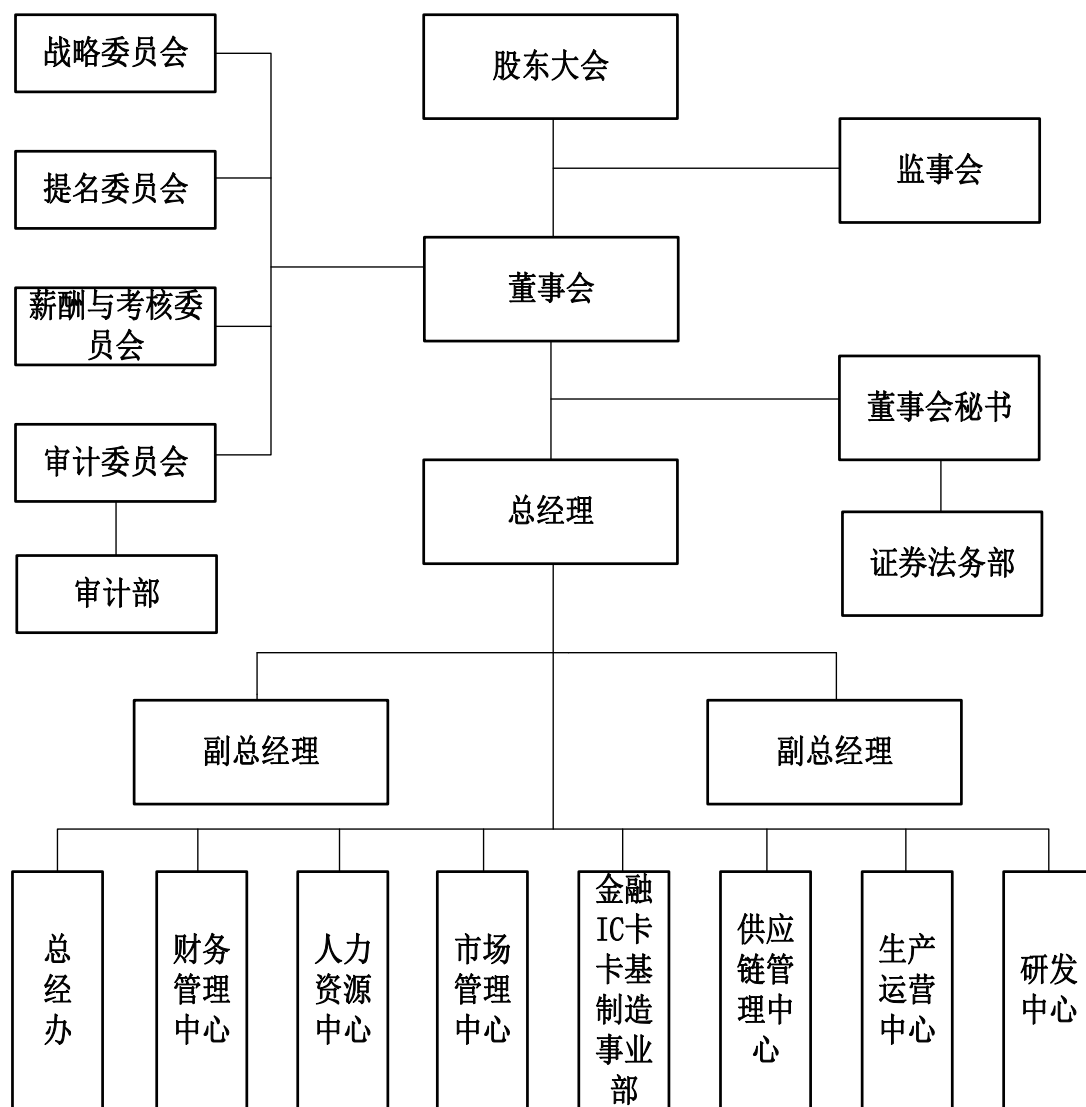 战略委员会
股东大会
提名委员会
监事会
董事会
薪酬与考核委
员会
董事会秘书
审计委员会
总经理
证券法务部
审计部
副总经理
副总经理
总
经
办
财务
管理
中心
人力
资源
中心
市场
管理
中心
金融
IC卡
卡基
制造
事业
部
供应
链管
理中
心
生产
运营
中心
研发
中心